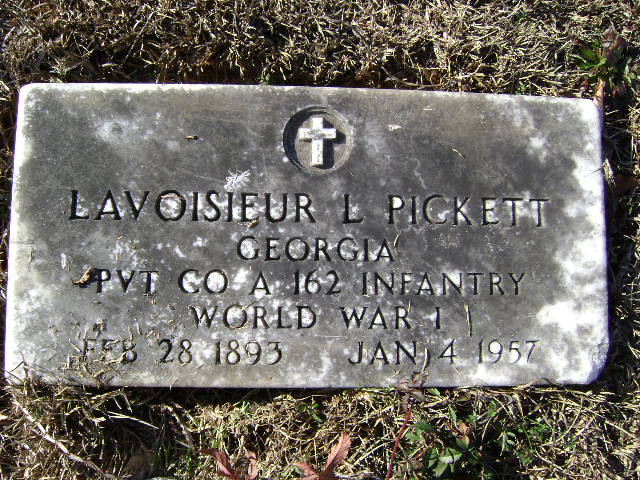 LAVOISIEUR L PICKETT
GEORGIA
PVT CO A 162 INFANTRY
WORLD WAR I
FEB 28 1893 JAN 4 1957